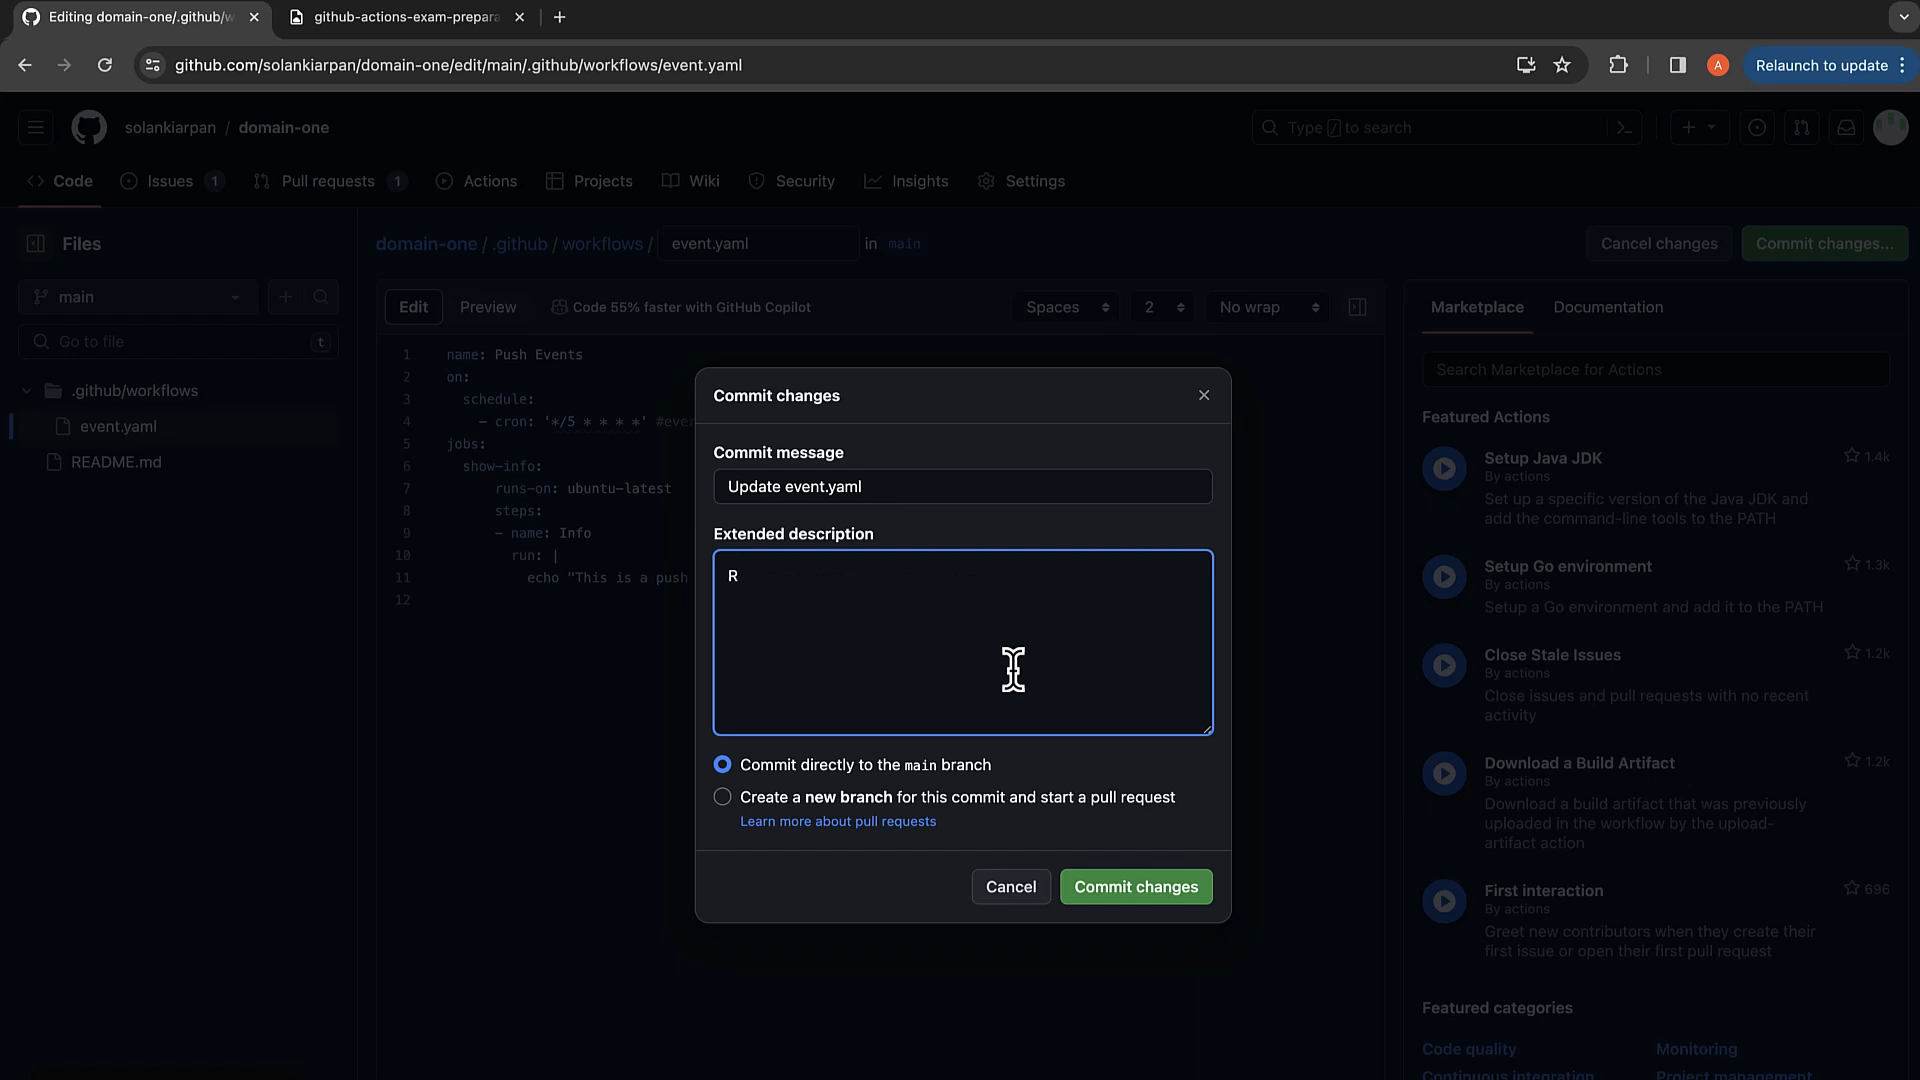 Editing domain-one/.github/w
github-actions-exam-prepara
github.com/solankiarpan/domain-one/edit/main/.github/workflows/event.yaml
A
Relaunch to update
solankiarpan / domain-one
Type / to search
Code
Issues 1
Pull requests 1
Actions
Projects
Wiki
Security
Insights
Settings
Files
domain-one / .github / workflows / event.yaml in main
Cancel changes
Commit changes...
main
Go to file
t
.github/workflows
event.yaml
README.md
Edit
Preview
Code 55% faster with GitHub Copilot
Spaces
2
No wrap
1 name: Push Events
2 on:
3 schedule:
4 - cron: '*/5 * * * *' #ever
5 jobs:
6 show-info:
7 runs-on: ubuntu-latest
8 steps:
9 - name: Info
10 run: |
11 echo "This is a push
12
Commit changes
Commit message
Update event.yaml
Extended description
R
Commit directly to the main branch
Create a new branch for this commit and start a pull request
Learn more about pull requests
Cancel
Commit changes
Marketplace
Documentation
Search Marketplace for Actions
Featured Actions
Setup Java JDK
1.4k
By actions
Set up a specific version of the Java JDK and
add the command-line tools to the PATH
Setup Go environment
1.3k
By actions
Setup a Go environment and add it to the PATH
Close Stale Issues
1.2k
By actions
Close issues and pull requests with no recent
activity
Download a Build Artifact
1.2k
By actions
Download a build artifact that was previously
uploaded in the workflow by the upload-
artifact action
First interaction
696
By actions
Greet new contributors when they create their
first issue or open their first pull request
Featured categories
Code quality
Monitoring
Continuous integration
Project management